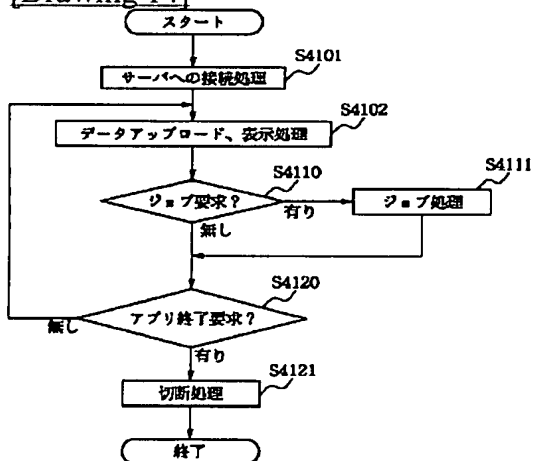 スタート
S4101
サーバへの接続処理
S4102
データアップロード、表示処理
S4110
ジョブ要求？
有り
無し
S4111
ジョブ処理
S4120
アプリ終了要求？
無し
有り
S4121
切断処理
終了